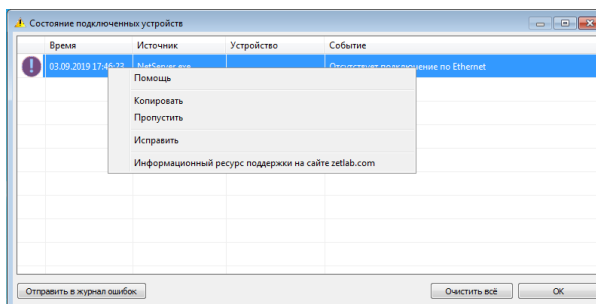 Состояние подключенных устройств
Время Источник Устройство Событие
03.09.2019 17:46:23 NetServer.exe Отсутствует подключение по Ethernet
Помощь
Копировать
Пропустить
Исправить
Информационный ресурс поддержки на сайте zetlab.com
Отправить в журнал ошибок Очистить всё OK